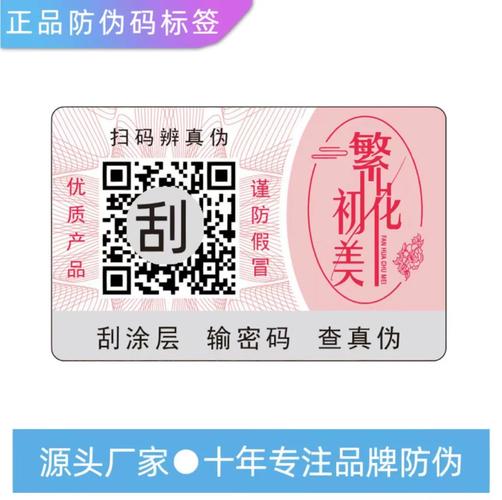 正品防伪码标签
扫码辨真伪
优质产品
刮
谨防假冒
繁花初美
FAN HUA CHU MEI
刮涂层 输密码 查真伪
源头厂家●十年专注品牌防伪